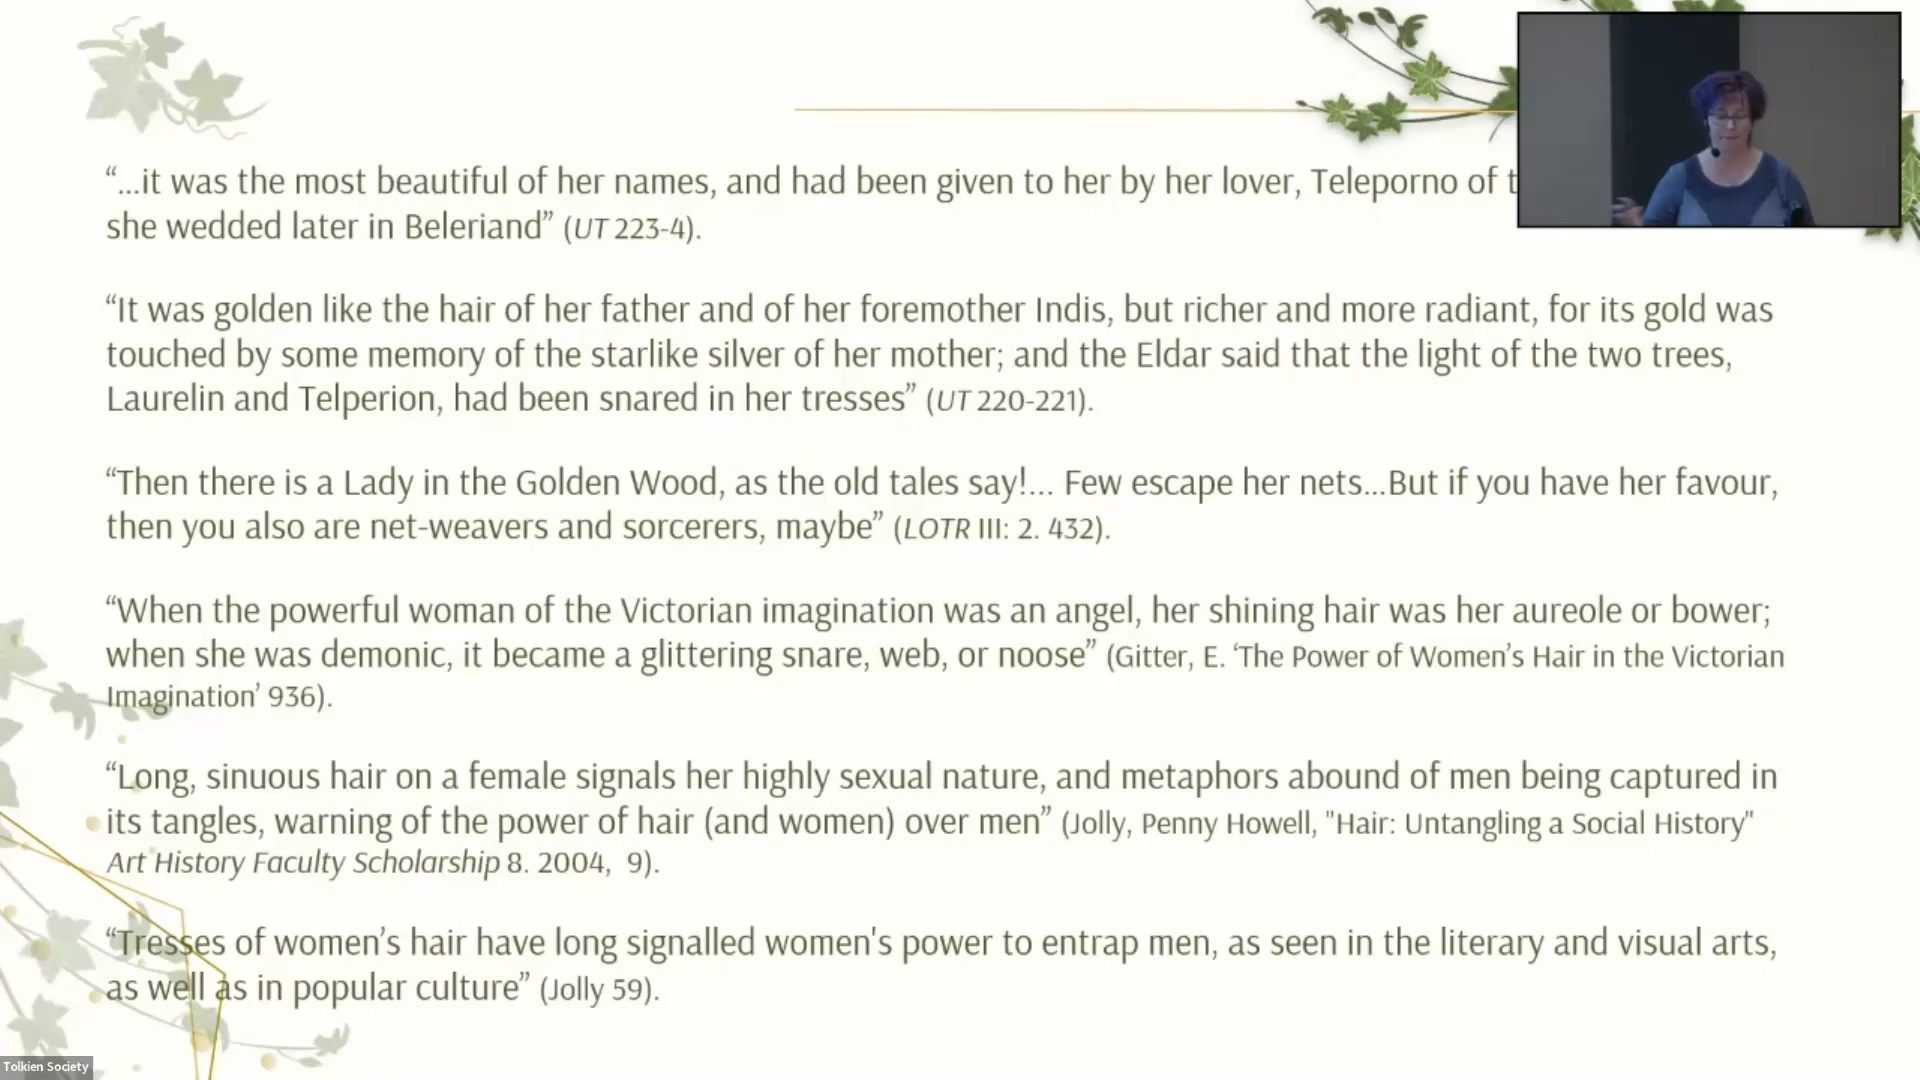 “...it was the most beautiful of her names, and had been given to her by her lover, Teleporno of
she wedded later in Beleriand” (UT 223-4).
“It was golden like the hair of her father and of her foremother Indis, but richer and more radiant, for its gold was
touched by some memory of the starlike silver of her mother; and the Eldar said that the light of the two trees,
Laurelin and Telperion, had been snared in her tresses” (UT 220-221).
“Then there is a Lady in the Golden Wood, as the old tales say!... Few escape her nets...But if you have her favour,
then you also are net-weavers and sorcerers, maybe” (LOTR III: 2. 432).
“When the powerful woman of the Victorian imagination was an angel, her shining hair was her aureole or bower;
when she was demonic, it became a glittering snare, web, or noose” (Gitter, E. ‘The Power of Women’s Hair in the Victorian
Imagination’ 936).
“Long, sinuous hair on a female signals her highly sexual nature, and metaphors abound of men being captured in
its tangles, warning of the power of hair (and women) over men” (Jolly, Penny Howell, "Hair: Untangling a Social History"
Art History Faculty Scholarship 8. 2004,  9).
“Tresses of women’s hair have long signalled women's power to entrap men, as seen in the literary and visual arts,
as well as in popular culture” (Jolly 59).
Tolkien Society